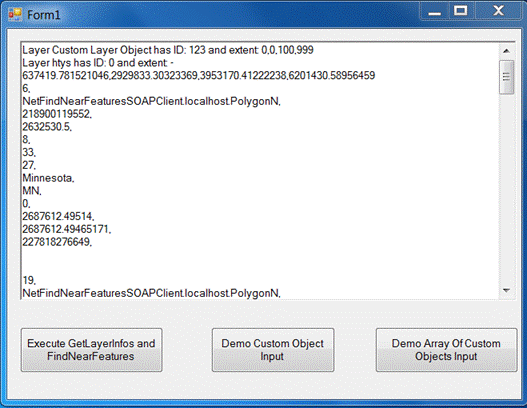 Form1
Layer Custom Layer Object has ID: 123 and extent: 0,0,100,999
Layer htys has ID: 0 and extent: -
637419.781521046,2929833.30323369,3953170.41222238,6201430.58956459
6,
NetFindNearFeaturesSOAPClient.localhost.PolygonN,
218900119552,
2632530.5,
8,
33,
27,
Minnesota,
MN,
0,
2687612.49514,
2687612.49465171,
227818276649,
19,
NetFindNearFeaturesSOAPClient.localhost.PolygonN,
Execute GetLayerInfos and
FindNearFeatures
Demo Custom Object
Input
Demo Array Of Custom
Objects Input